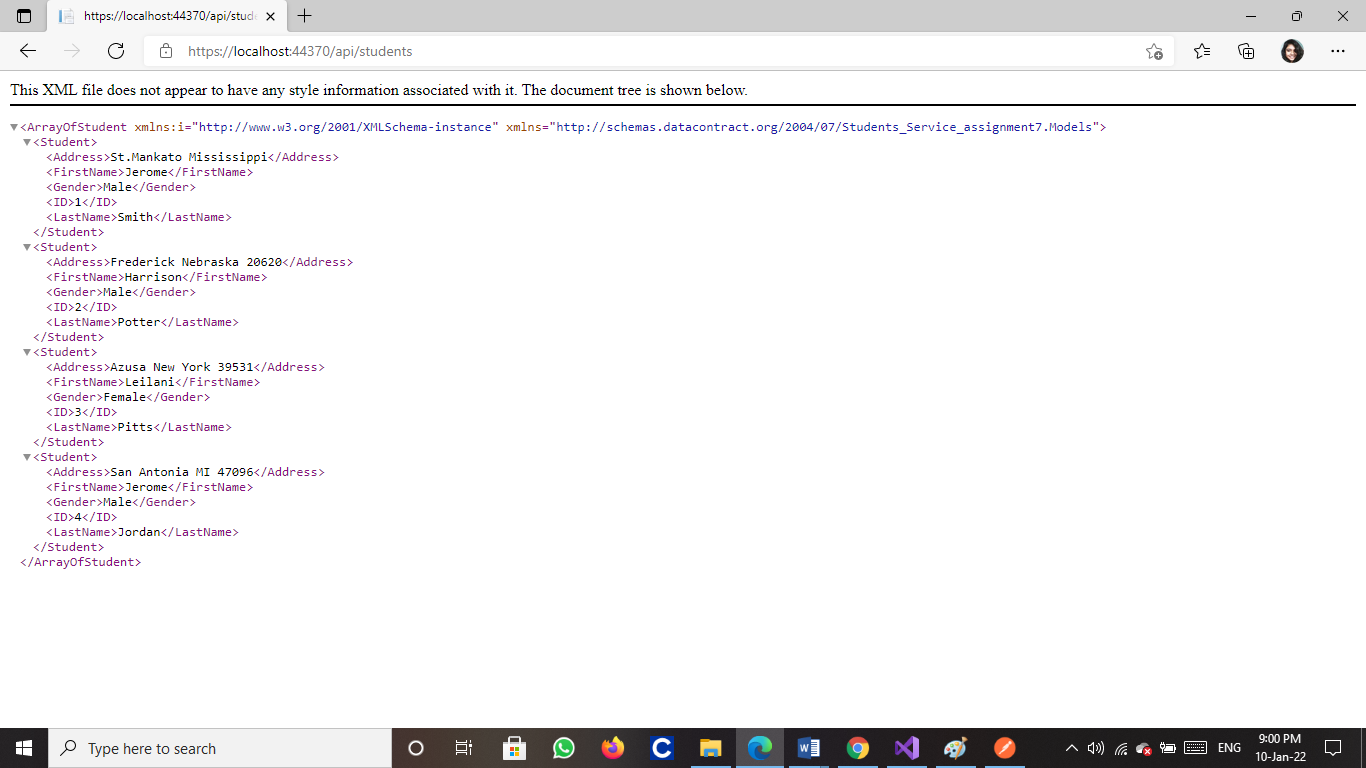 https://localhost:44370/api/stude
https://localhost:44370/api/students
This XML file does not appear to have any style information associated with it. The document tree is shown below.
▼<ArrayOfStudent xmlns:i="http://www.w3.org/2001/XMLSchema-instance" xmlns="http://schemas.datacontract.org/2004/07/Students_Service_assignment7.Models">
▼<Student>
<Address>St.Mankato Mississippi</Address>
<FirstName>Jerome</FirstName>
<Gender>Male</Gender>
<ID>1</ID>
<LastName>Smith</LastName>
</Student>
▼<Student>
<Address>Frederick Nebraska 20620</Address>
<FirstName>Harrison</FirstName>
<Gender>Male</Gender>
<ID>2</ID>
<LastName>Potter</LastName>
</Student>
▼<Student>
<Address>Azusa New York 39531</Address>
<FirstName>Leilani</FirstName>
<Gender>Female</Gender>
<ID>3</ID>
<LastName>Pitts</LastName>
</Student>
▼<Student>
<Address>San Antonia MI 47096</Address>
<FirstName>Jerome</FirstName>
<Gender>Male</Gender>
<ID>4</ID>
<LastName>Jordan</LastName>
</Student>
</ArrayOfStudent>
Type here to search
ENG
9:00 PM
10-Jan-22